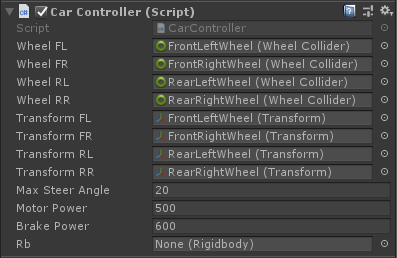 Car Controller (Script)
Script CarController
Wheel FL FrontLeftWheel (Wheel Collider)
Wheel FR FrontRightWheel (Wheel Collider)
Wheel RL RearLeftWheel (Wheel Collider)
Wheel RR RearRightWheel (Wheel Collider)
Transform FL FrontLeftWheel (Transform)
Transform FR FrontRightWheel (Transform)
Transform RL RearLeftWheel (Transform)
Transform RR RearRightWheel (Transform)
Max Steer Angle 20
Motor Power 500
Brake Power 600
Rb None (Rigidbody)